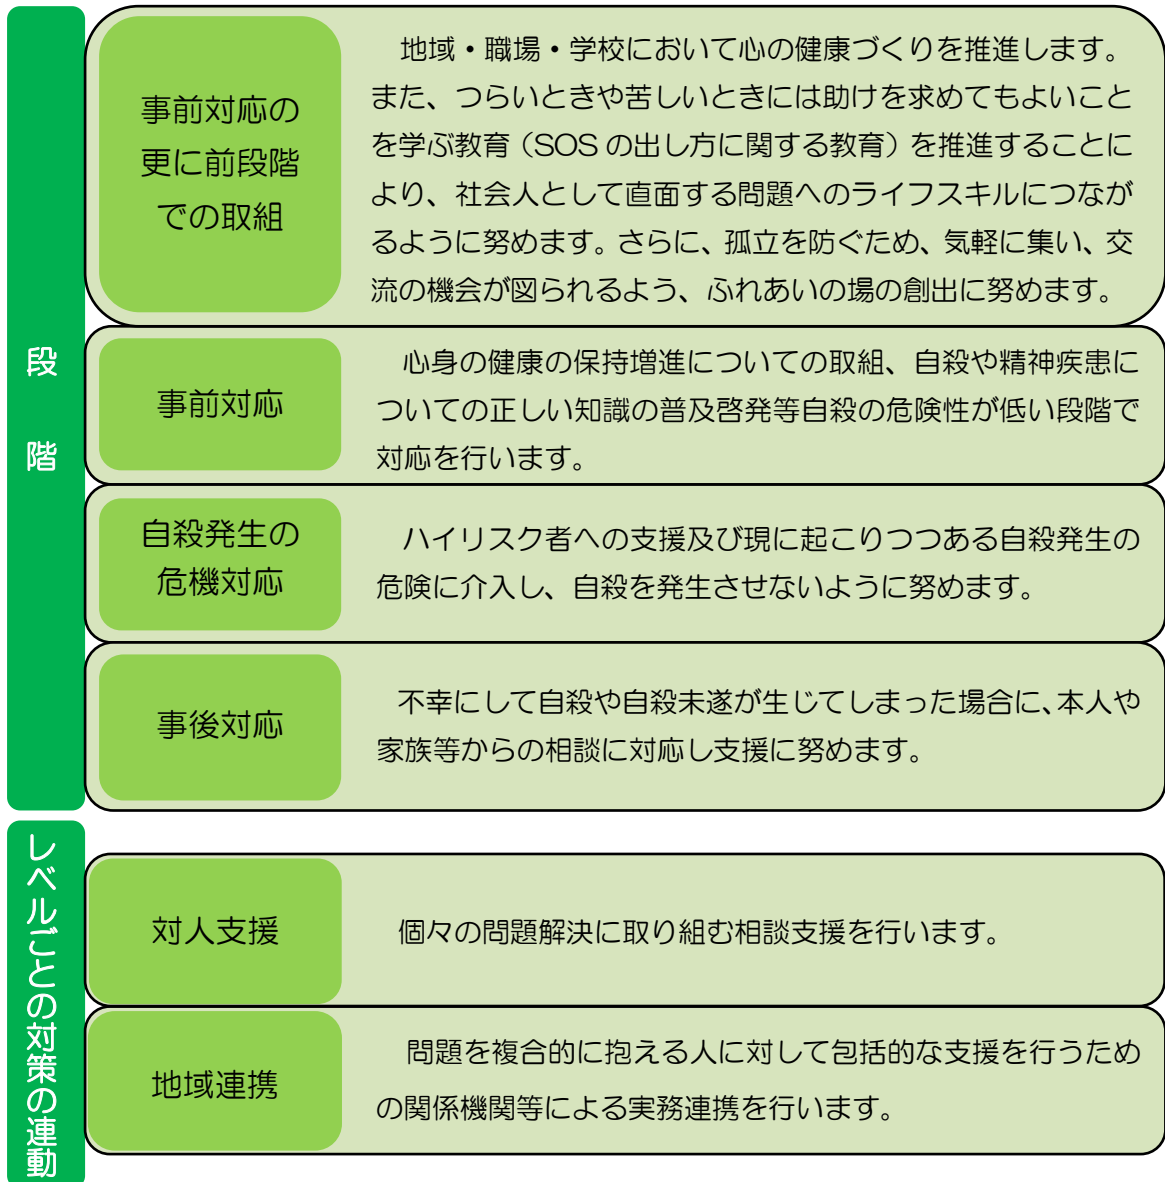 段階
事前対応の
更に前段階
での取組
地域・職場・学校において心の健康づくりを推進します。
また、つらいときや苦しいときには助けを求めてもよいこと
を学ぶ教育（SOS の出し方に関する教育）を推進することに
より、社会人として直面する問題へのライフスキルにつなが
るように努めます。さらに、孤立を防ぐため、気軽に集い、交
流の機会が図られるよう、ふれあいの場の創出に努めます。
事前対応
心身の健康の保持増進についての取組、自殺や精神疾患に
ついての正しい知識の普及啓発等自殺の危険性が低い段階で
対応を行います。
自殺発生の
危機対応
ハイリスク者への支援及び現に起こりつつある自殺発生の
危険に介入し、自殺を発生させないように努めます。
事後対応
不幸にして自殺や自殺未遂が生じてしまった場合に、本人や
家族等からの相談に対応し支援に努めます。
レベルごとの対策の連動
対人支援
個々の問題解決に取り組む相談支援を行います。
地域連携
問題を複合的に抱える人に対して包括的な支援を行うため
の関係機関等による実務連携を行います。